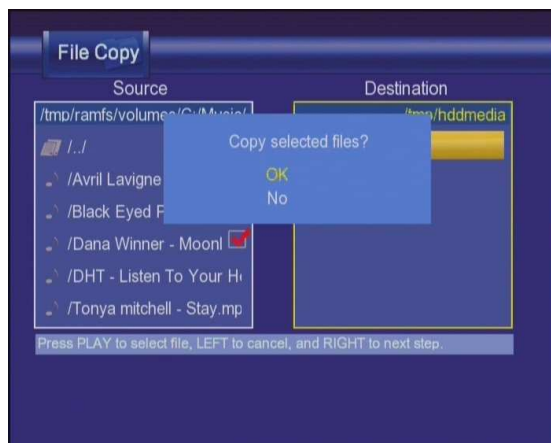 File Copy
Source
Destination
/tmp/ramfs/volumes/C:/Music/
/tmp/hddmedia
/../
/Avril Lavigne
/Black Eyed
/Dana Winner - Moonl
/DHT - Listen To Your
/Tonya mitchell - Stay.mp
Copy selected files?
OK
No
Press PLAY to select file, LEFT to cancel, and RIGHT to next step.